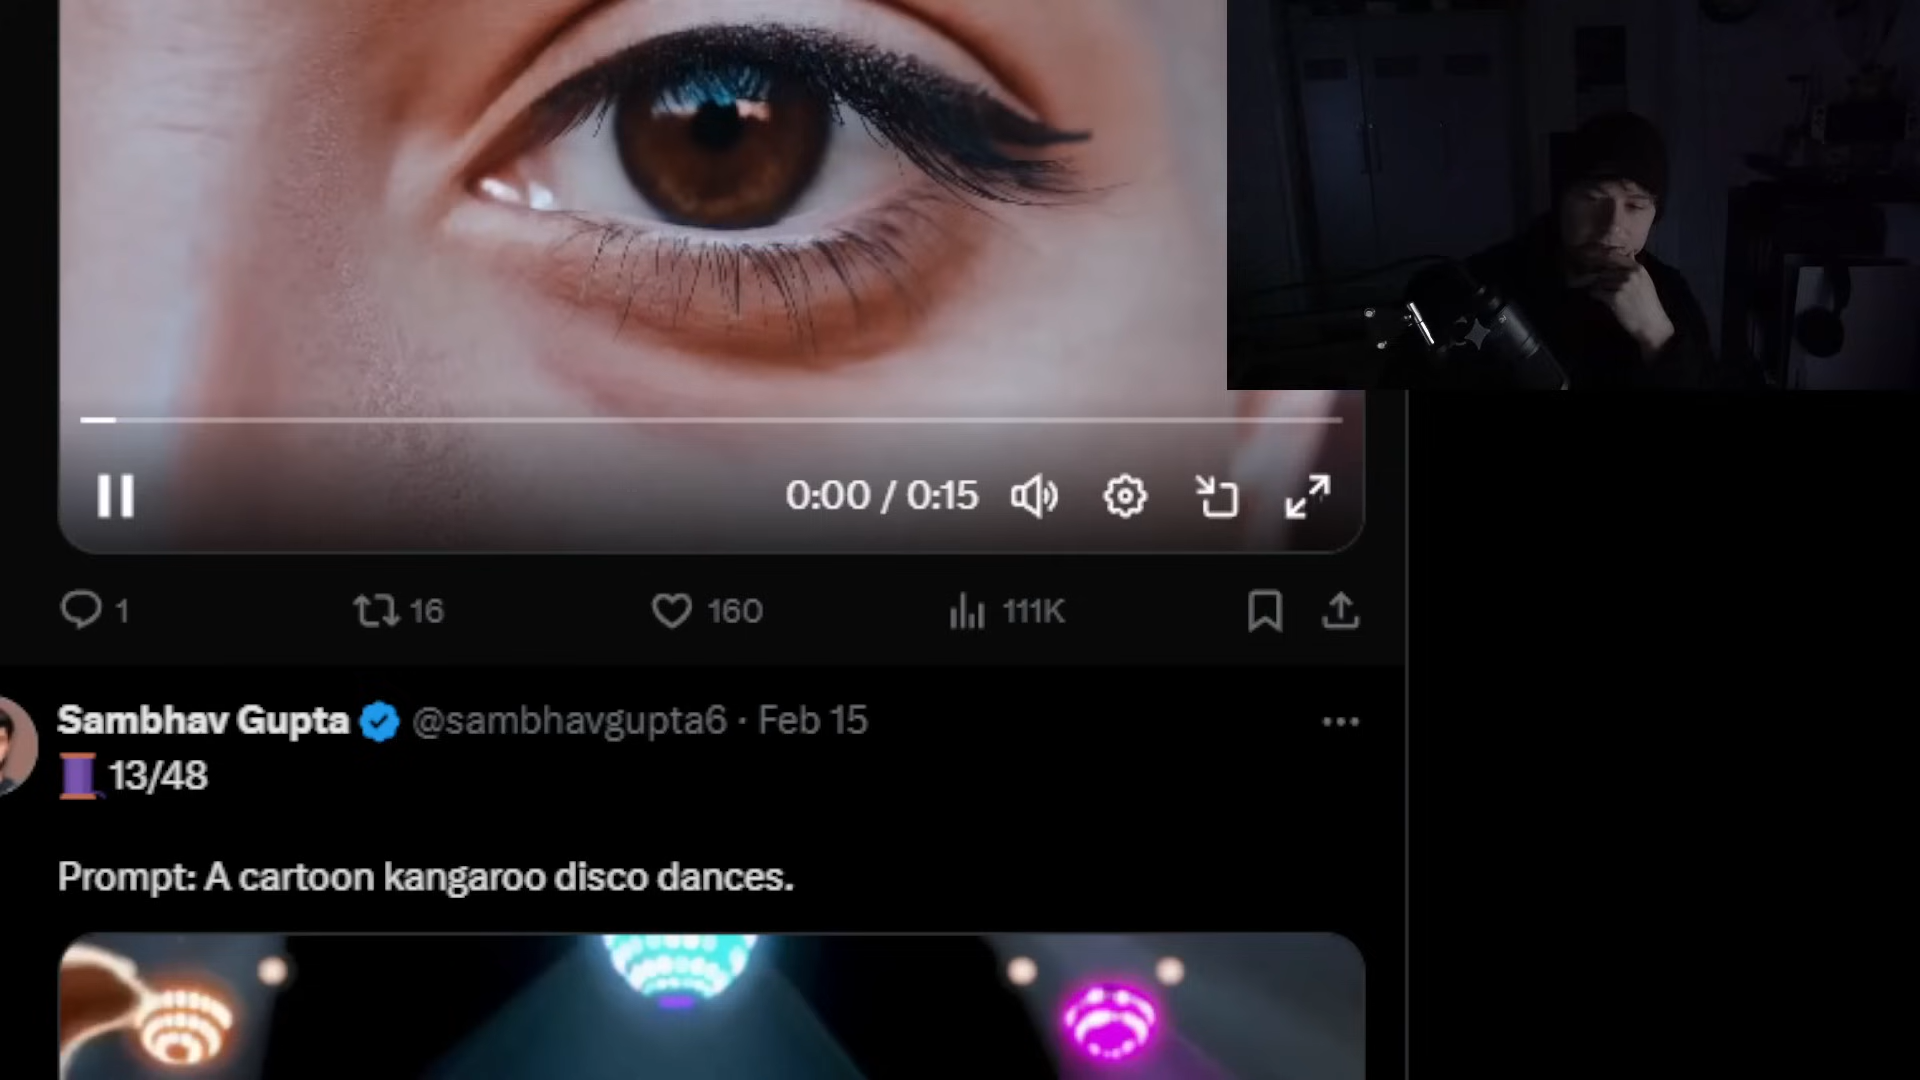 0:00 / 0:15
1 16 160 111K
Sambhav Gupta @sambhavgupta6 · Feb 15
13/48
Prompt: A cartoon kangaroo disco dances.